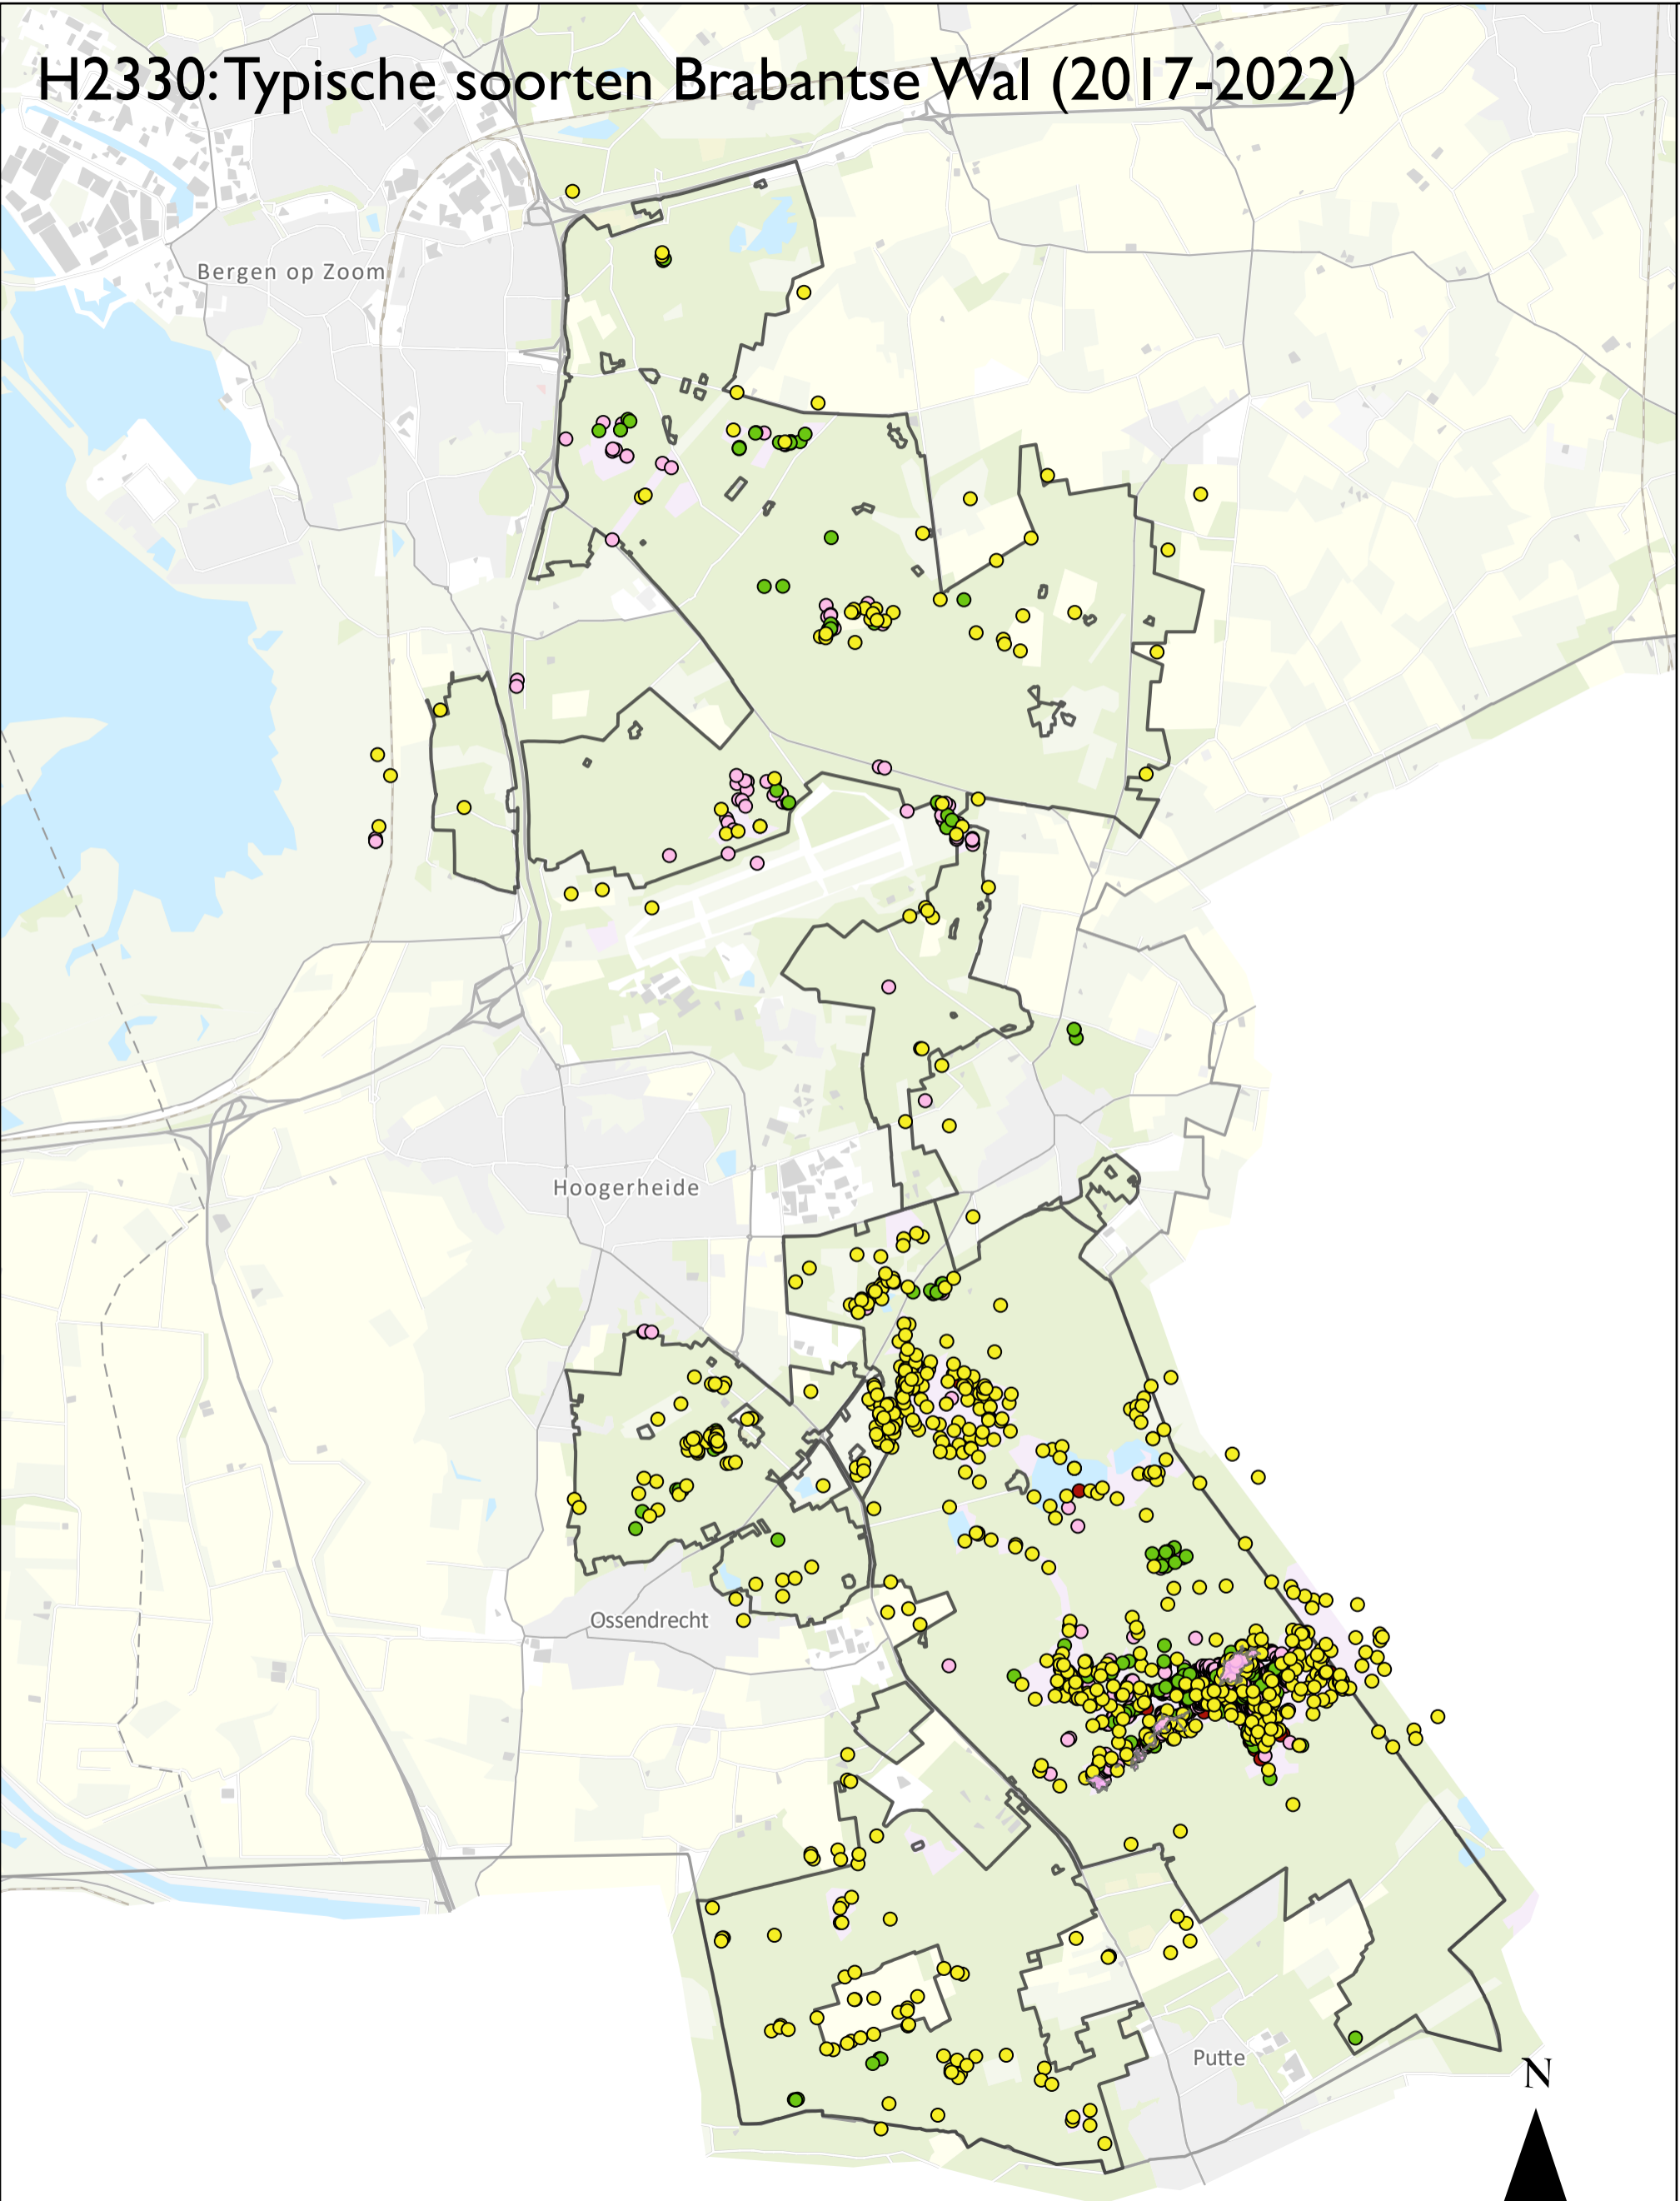 H2330: Typische soorten Brabantse Wal (2017-2022)
Bergen op Zoom
Hoogerheide
Ossendrecht
Putte
N